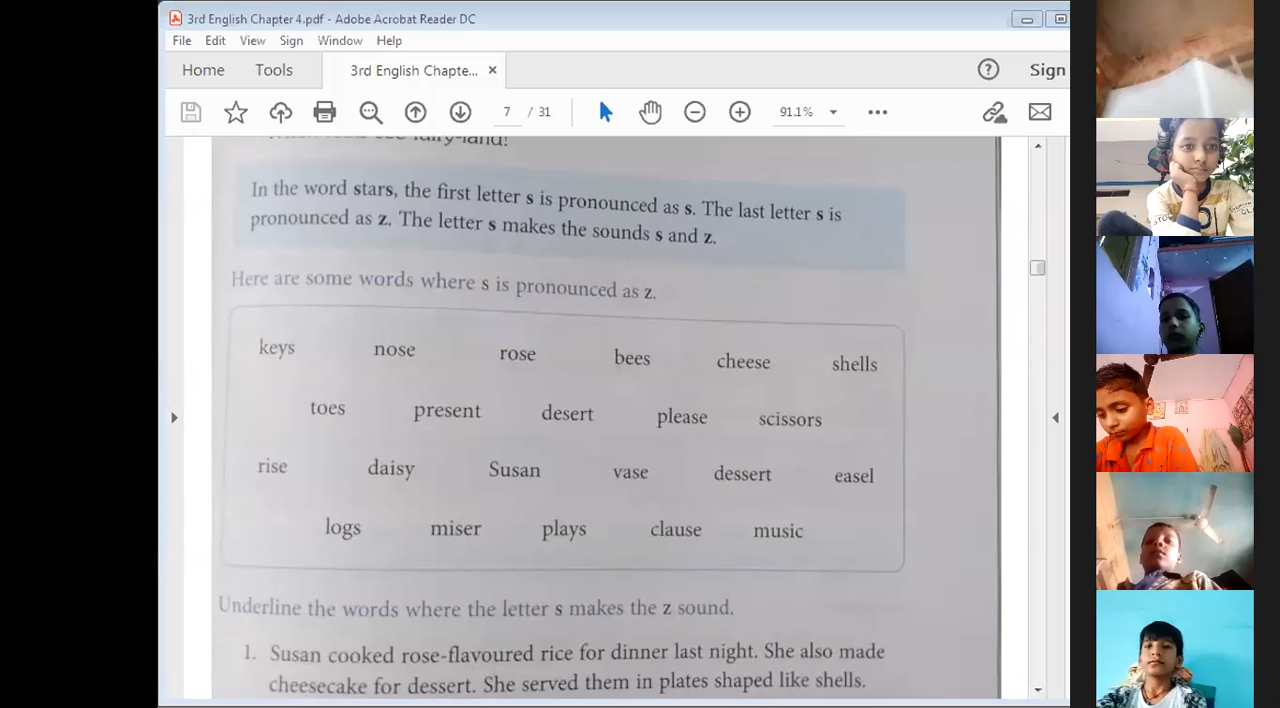 3rd English Chapter 4.pdf - Adobe Acrobat Reader DC
File Edit View Sign Window Help
Home Tools 3rd English Chapte... × Sign
7 / 31 91.1%
In the word stars, the first letter s is pronounced as s. The last letter s is
pronounced as z. The letter s makes the sounds s and z.
Here are some words where s is pronounced as z.
keys nose rose bees cheese shells
toes present desert please scissors
rise daisy Susan vase dessert easel
logs miser plays clause music
Underline the words where the letter s makes the z sound.
1. Susan cooked rose-flavoured rice for dinner last night. She also made
cheesecake for dessert. She served them in plates shaped like shells.